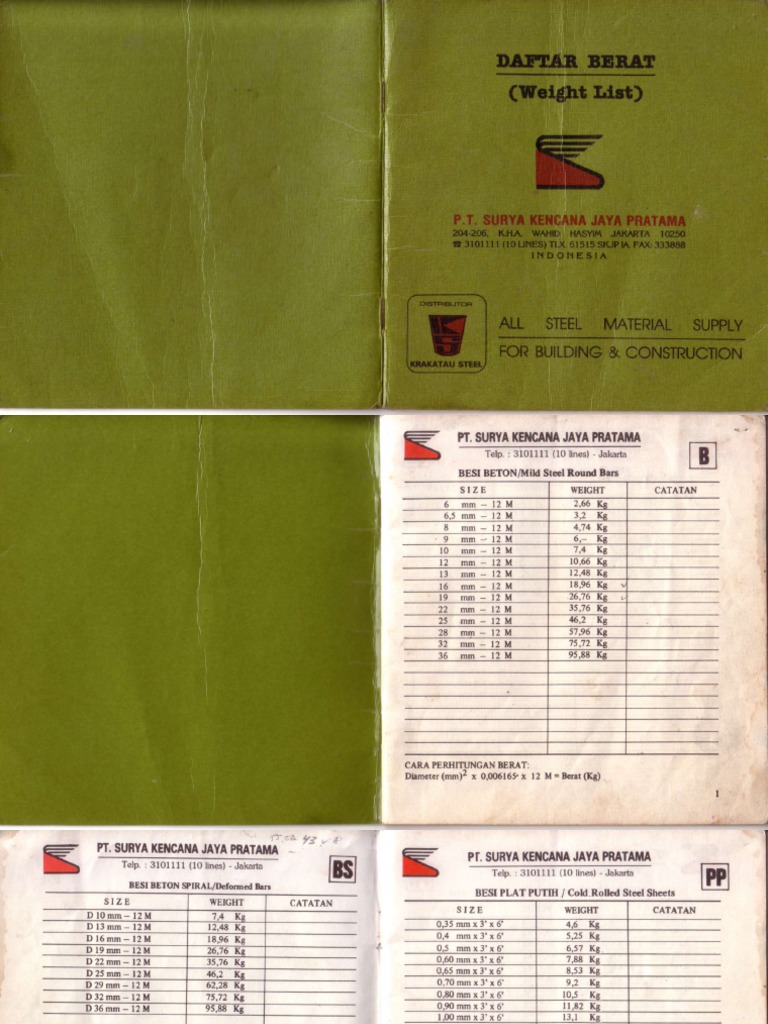 DAFTAR BERAT
(Weight List)
P.T. SURYA KENCANA JAYA PRATAMA
204-206, K.H.A. WAHID HASYIM JAKARTA 10250
☎ 3101111 (10 LINES) TLX. 61515 SKJP IA. FAX: 333888
INDONESIA
DISTRIBUTOR
KS
KRAKATAU STEEL
ALL STEEL MATERIAL SUPPLY
FOR BUILDING & CONSTRUCTION
PT. SURYA KENCANA JAYA PRATAMA
Telp. : 3101111 (10 lines) - Jakarta
B
BESI BETON/Mild Steel Round Bars
SIZE WEIGHT CATATAN
6 mm – 12 M 2,66 Kg
6,5 mm – 12 M 3,2 Kg
8 mm – 12 M 4,74 Kg
9 mm – 12 M 6,– Kg
10 mm – 12 M 7,4 Kg
12 mm – 12 M 10,66 Kg
13 mm – 12 M 12,48 Kg
16 mm – 12 M 18,96 Kg
19 mm – 12 M 26,76 Kg
22 mm – 12 M 35,76 Kg
25 mm – 12 M 46,2 Kg
28 mm – 12 M 57,96 Kg
32 mm – 12 M 75,72 Kg
36 mm – 12 M 95,88 Kg
CARA PERHITUNGAN BERAT:
Diameter (mm)² x 0,006165 x 12 M = Berat (Kg)
1
PT. SURYA KENCANA JAYA PRATAMA
Telp. : 3101111 (10 lines) - Jakarta
BS
BESI BETON SPIRAL/Deformed Bars
SIZE WEIGHT CATATAN
D 10 mm – 12 M 7,4 Kg
D 13 mm – 12 M 12,48 Kg
D 16 mm – 12 M 18,96 Kg
D 19 mm – 12 M 26,76 Kg
D 22 mm – 12 M 35,76 Kg
D 25 mm – 12 M 46,2 Kg
D 29 mm – 12 M 62,28 Kg
D 32 mm – 12 M 75,72 Kg
D 36 mm – 12 M 95,88 Kg
PT. SURYA KENCANA JAYA PRATAMA
Telp. : 3101111 (10 lines) - Jakarta
PP
BESI PLAT PUTIH / Cold Rolled Steel Sheets
SIZE WEIGHT CATATAN
0,35 mm x 3' x 6' 4,6 Kg
0,4 mm x 3' x 6' 5,25 Kg
0,5 mm x 3' x 6' 6,57 Kg
0,60 mm x 3' x 6' 7,88 Kg
0,65 mm x 3' x 6' 8,53 Kg
0,70 mm x 3' x 6' 9,2 Kg
0,80 mm x 3' x 6' 10,5 Kg
0,90 mm x 3' x 6' 11,82 Kg
1,00 mm x 3' x 6' 13,1 Kg